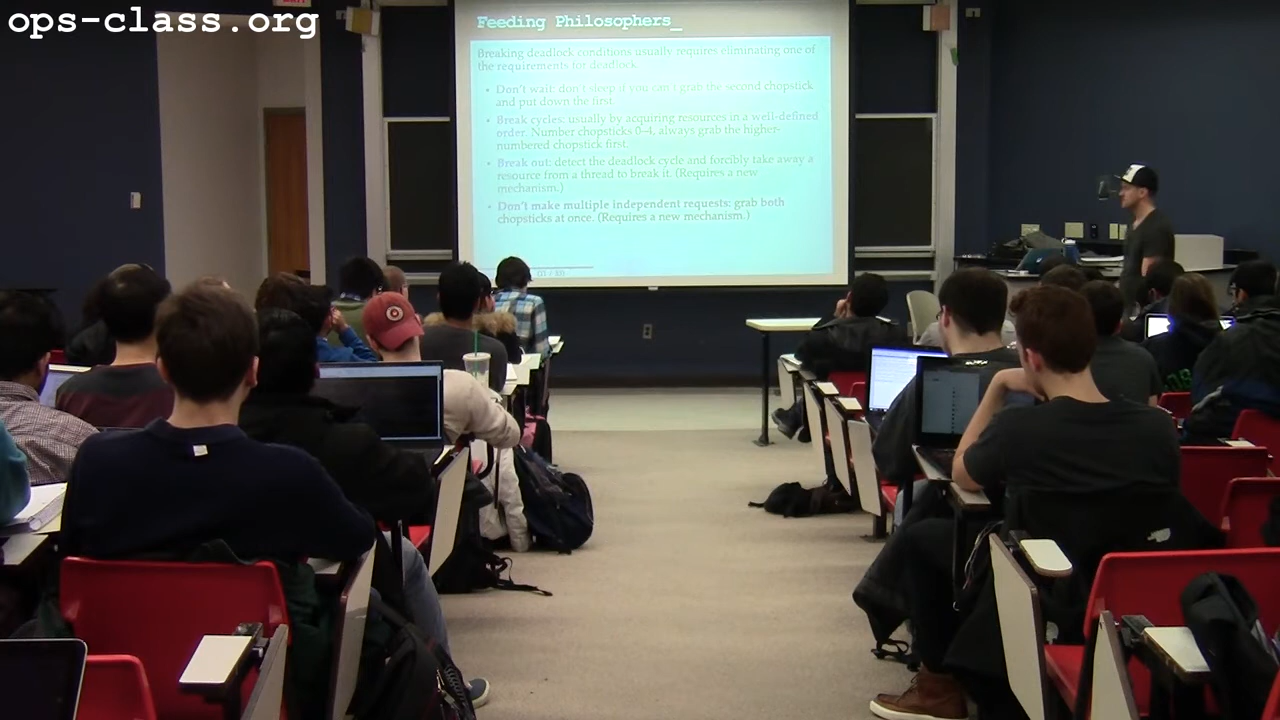 ops-class.org
Feeding Philosophers_
Breaking deadlock conditions usually requires eliminating one of
the requirements for deadlock.
• Don't wait: don't sleep if you can't grab the second chopstick
and put down the first.
• Break cycles: usually by acquiring resources in a well-defined
order. Number chopsticks 0–4, always grab the higher-
numbered chopstick first.
• Break out: detect the deadlock cycle and forcibly take away a
resource from a thread to break it. (Requires a new
mechanism.)
• Don't make multiple independent requests: grab both
chopsticks at once. (Requires a new mechanism.)